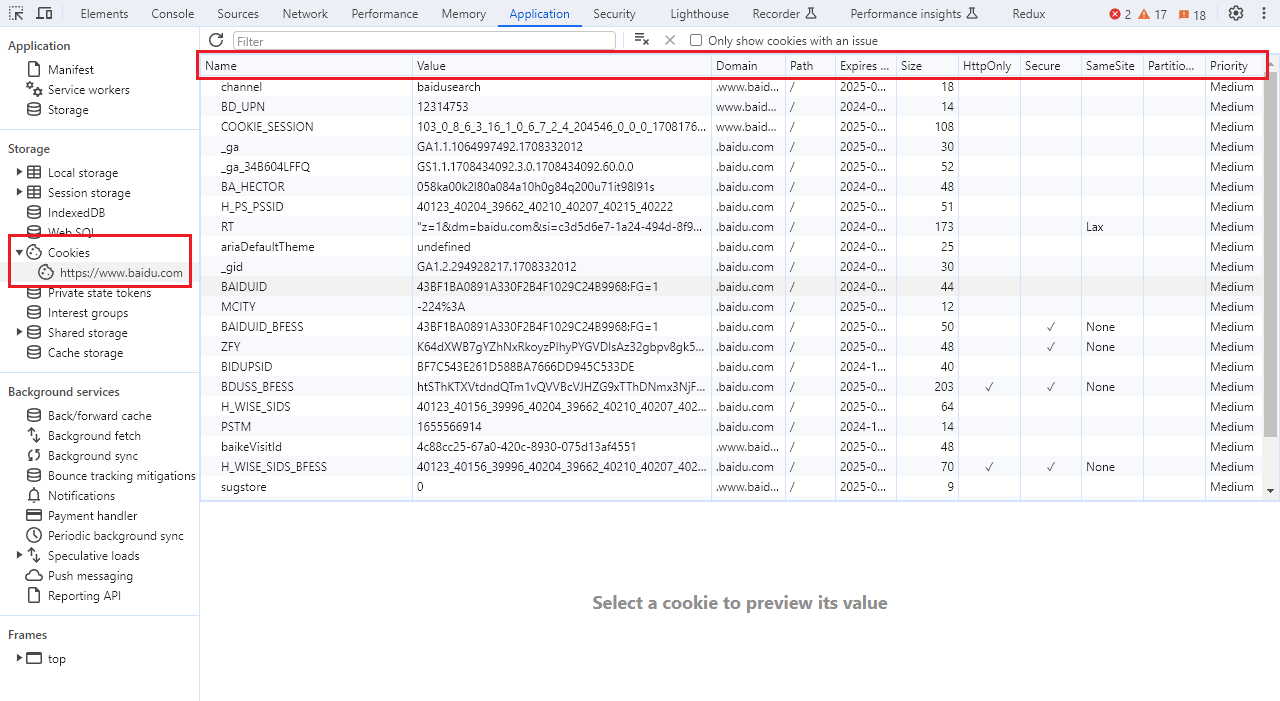 Elements Console Sources Network Performance Memory Application Security Lighthouse Recorder Performance insights Redux 2 17 18
Application
Manifest
Service workers
Storage
Storage
Local storage
Session storage
IndexedDB
Web SQL
Cookies
https://www.baidu.com
Private state tokens
Interest groups
Shared storage
Cache storage
Background services
Back/forward cache
Background fetch
Background sync
Bounce tracking mitigations
Notifications
Payment handler
Periodic background sync
Speculative loads
Push messaging
Reporting API
Frames
top
Filter Only show cookies with an issue
Name Value Domain Path Expires ... Size HttpOnly Secure SameSite Partitio... Priority
channel baidusearch .www.baid... / 2025-0... 18 Medium
BD_UPN 12314753 www.baid... / 2024-0... 14 Medium
COOKIE_SESSION 103_0_8_6_3_16_1_0_6_7_2_4_204546_0_0_0_1708176... www.baid... / 2025-0... 108 Medium
_ga GA1.1.1064997492.1708332012 .baidu.com / 2025-0... 30 Medium
_ga_34B604LFFQ GS1.1.1708434092.3.0.1708434092.60.0.0 .baidu.com / 2025-0... 52 Medium
BA_HECTOR 058ka00k2l80a084a10h0g84q200u71it98l91s .baidu.com / 2024-0... 48 Medium
H_PS_PSSID 40123_40204_39662_40210_40207_40215_40222 .baidu.com / 2025-0... 51 Medium
RT "z=1&dm=baidu.com&si=c3d5d6e7-1a24-494d-8f9... .baidu.com / 2024-0... 173 Lax Medium
ariaDefaultTheme undefined .baidu.com / 2024-0... 25 Medium
_gid GA1.2.294928217.1708332012 .baidu.com / 2024-0... 30 Medium
BAIDUID 43BF1BA0891A330F2B4F1029C24B9968:FG=1 .baidu.com / 2024-0... 44 Medium
MCITY -224%3A .baidu.com / 2025-0... 12 Medium
BAIDUID_BFESS 43BF1BA0891A330F2B4F1029C24B9968:FG=1 .baidu.com / 2025-0... 50 ✓ None Medium
ZFY K64dXWB7gYZhNxRkoyzPlhyPYGVDlsAz32gbpv8gk5... .baidu.com / 2025-0... 48 ✓ None Medium
BIDUPSID BF7C543E261D588BA7666DD945C533DE .baidu.com / 2024-1... 40 Medium
BDUSS_BFESS htSThKTXVtdndQTm1vQVVBcVJHZG9xTThDNmx3NjF... .baidu.com / 2025-0... 203 ✓ ✓ None Medium
H_WISE_SIDS 40123_40156_39996_40204_39662_40210_40207_402... .baidu.com / 2025-0... 64 Medium
PSTM 1655566914 .baidu.com / 2024-1... 14 Medium
baikeVisitId 4c88cc25-67a0-420c-8930-075d13af4551 .www.baid... / 2025-0... 48 Medium
H_WISE_SIDS_BFESS 40123_40156_39996_40204_39662_40210_40207_402... .baidu.com / 2025-0... 70 ✓ ✓ None Medium
sugstore 0 .www.baid... / 2025-0... 9 Medium
Select a cookie to preview its value